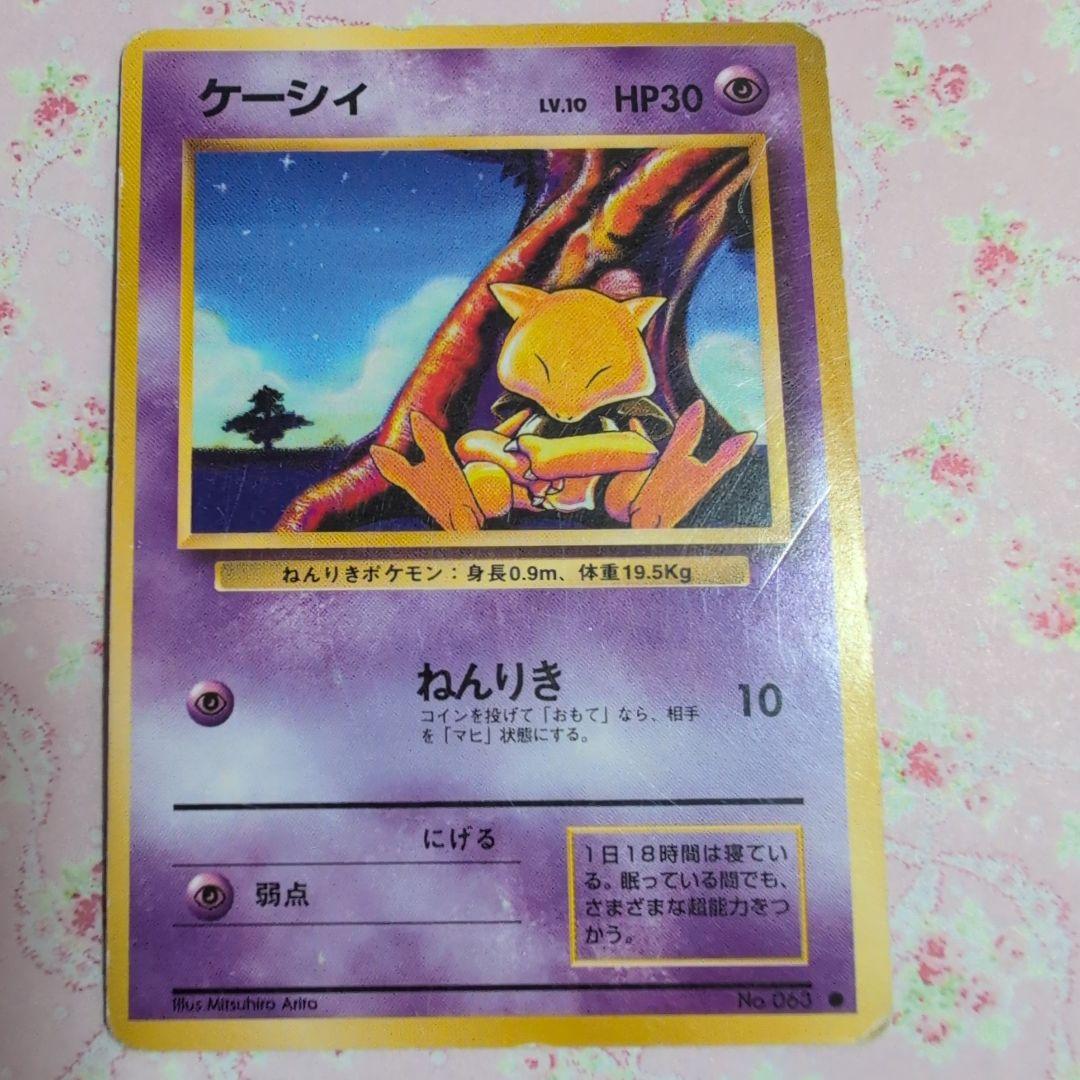 ケーシィ LV.10 HP30
ねんりきポケモン：身長0.9m、体重19.5Kg
ねんりき 10
コインを投げて「おもて」なら、相手
を「マヒ」状態にする。
にげる
弱点
1日18時間は寝てい
る。眠っている間でも、
さまざまな超能力をつ
かう。
Illus. Mitsuhiro Arita
No. 063